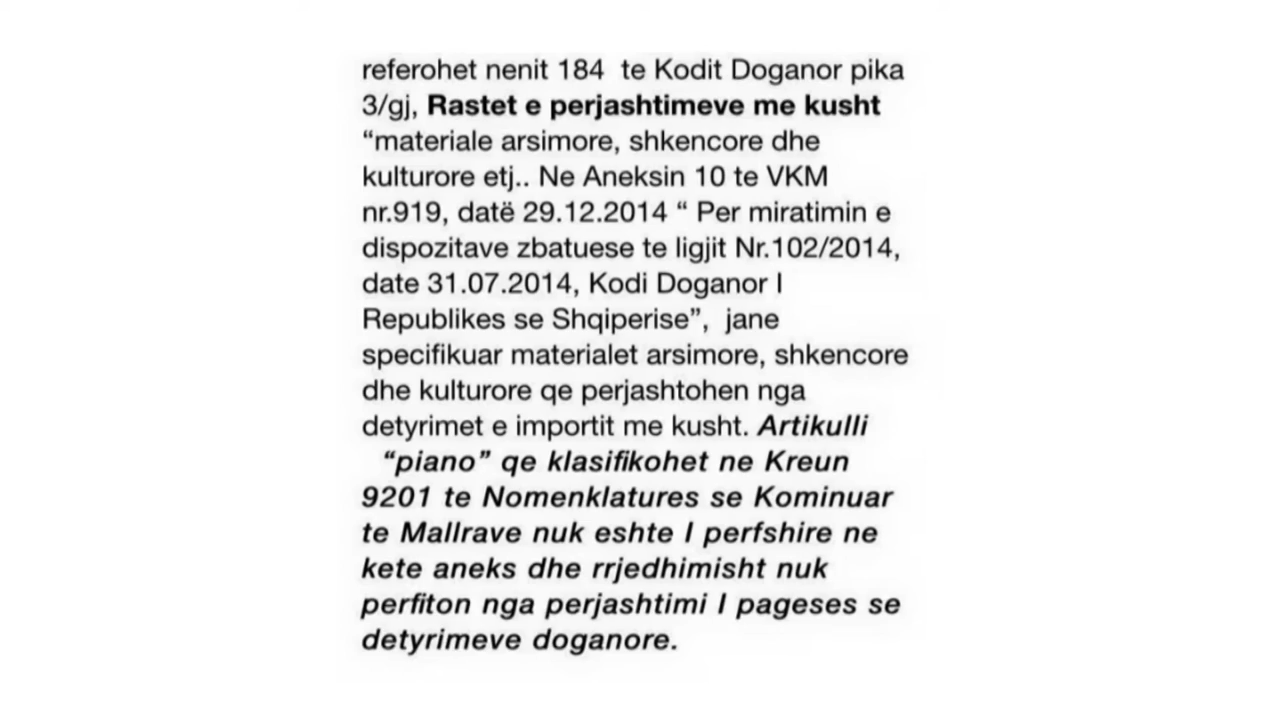 referohet nenit 184  te Kodit Doganor pika
3/gj, Rastet e perjashtimeve me kusht
“materiale arsimore, shkencore dhe
kulturore etj.. Ne Aneksin 10 te VKM
nr.919, datë 29.12.2014 “ Per miratimin e
dispozitave zbatuese te ligjit Nr.102/2014,
date 31.07.2014, Kodi Doganor I
Republikes se Shqiperise”,  jane
specifikuar materialet arsimore, shkencore
dhe kulturore qe perjashtohen nga
detyrimet e importit me kusht. Artikulli
“piano” qe klasifikohet ne Kreun
9201 te Nomenklatures se Kominuar
te Mallrave nuk eshte I perfshire ne
kete aneks dhe rrjedhimisht nuk
perfiton nga perjashtimi I pageses se
detyrimeve doganore.